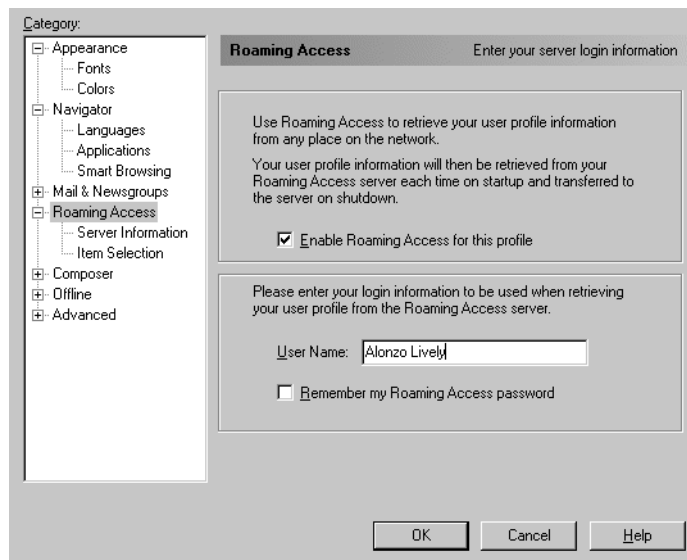 Category:
Appearance
Fonts
Colors
Navigator
Languages
Applications
Smart Browsing
Mail & Newsgroups
Roaming Access
Server Information
Item Selection
Composer
Offline
Advanced
Roaming Access Enter your server login information
Use Roaming Access to retrieve your user profile information
from any place on the network.
Your user profile information will then be retrieved from your
Roaming Access server each time on startup and transferred to
the server on shutdown.
Enable Roaming Access for this profile
Please enter your login information to be used when retrieving
your user profile from the Roaming Access server.
User Name: Alonzo Lively
Remember my Roaming Access password
OK Cancel Help